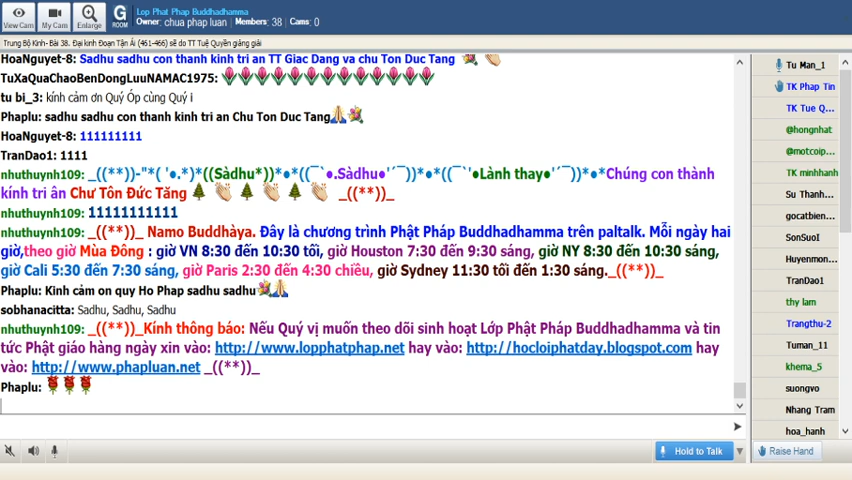 View Cam
My Cam
Enlarge
G ROOM
Lop Phat Phap Buddhadhamma
Owner: chua phap luan Members: 38 Cams: 0
Trung Bộ Kinh- Bài 38. Đại kinh Đoạn Tận Ái (461-466) sẽ do TT Tuệ Quyền giảng giải
HoaNguyet-8: Sadhu sadhu con thanh kinh tri an TT Giac Dang va chu Ton Duc Tang
TuXaQuaChaoBenDongLuuNAMAC1975:
tu bi_3: kính cảm ơn Quý Óp cùng Quý i
Phaplu: sadhu sadhu con thanh kinh tri an Chu Ton Duc Tang
HoaNguyet-8: 111111111
TranDao1: 1111
nhuthuynh109: _((**))-"*( '●.*)*((Sàdhu*))*●*((¯`●.Sàdhu●'´¯))*●*((¯`'●Lành thay●'´¯))*●*Chúng con thành
kính tri ân Chư Tôn Đức Tăng _((**))_
nhuthuynh109: 11111111111
nhuthuynh109: _((**))_ Namo Buddhàya. Đây là chương trình Phật Pháp Buddhadhamma trên paltalk. Mỗi ngày hai
giờ,theo giờ Mùa Đông : giờ VN 8:30 đến 10:30 tối, giờ Houston 7:30 đến 9:30 sáng, giờ NY 8:30 đến 10:30 sáng,
giờ Cali 5:30 đến 7:30 sáng, giờ Paris 2:30 đến 4:30 chiều, giờ Sydney 11:30 tối đến 1:30 sáng._((**))_
Phaplu: Kinh cảm on quy Ho Phap sadhu sadhu
sobhanacitta: Sadhu, Sadhu, Sadhu
nhuthuynh109: _((**))_Kính thông báo: Nếu Quý vị muốn theo dõi sinh hoạt Lớp Phật Pháp Buddhadhamma và tin
tức Phật giáo hàng ngày xin vào: http://www.lopphatphap.net hay vào: http://hocloiphatday.blogspot.com hay
vào: http://www.phapluan.net _((**))_
Phaplu:
Tu Man_1
TK Phap Tin
TK Tue Q...
@hongnhat
@motcoip...
TK minhhanh
Su Thanh...
gocatbien...
SonSuoI
Huyenmon...
TranDao1
thy lam
Trangthu-2
Tuman_11
khema_5
suongvo
Nhang Tram
hoa_hanh
Hold to Talk
Raise Hand